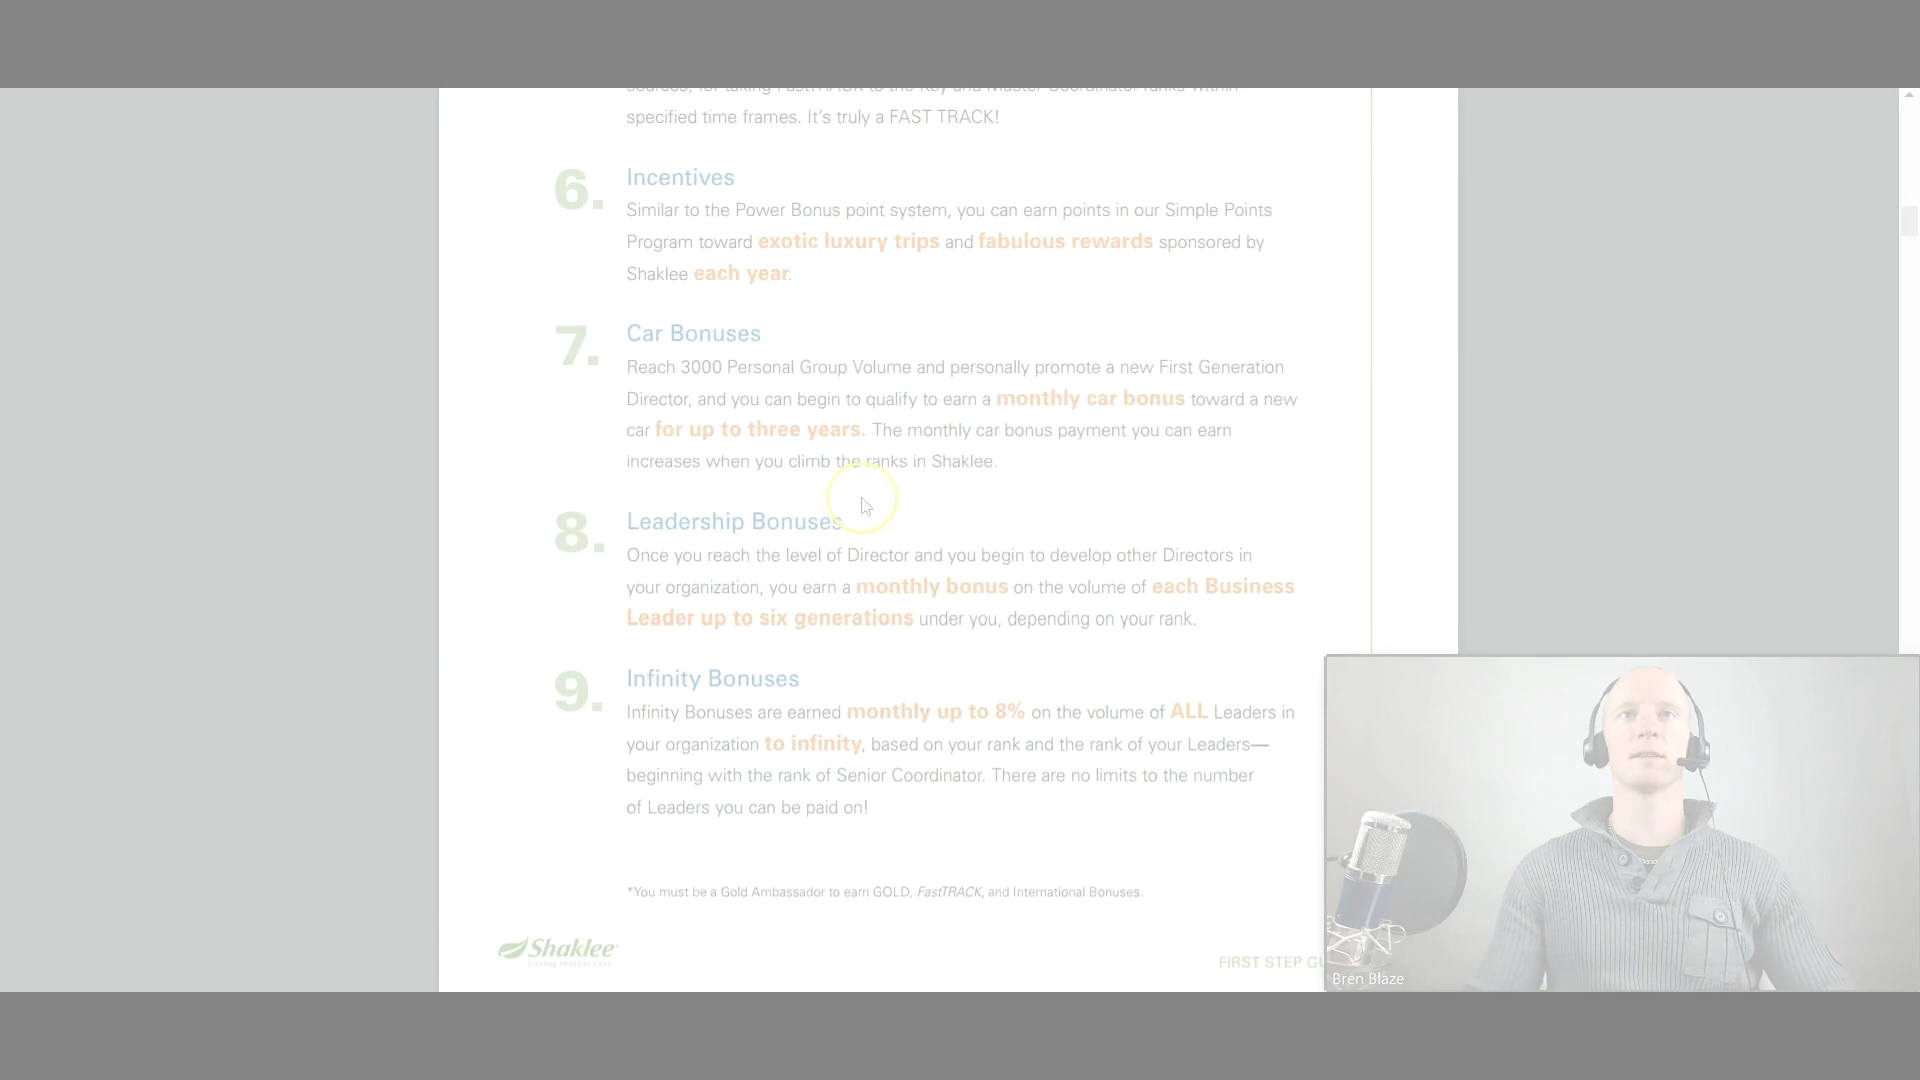 specified time frames. It's truly a FAST TRACK!
6.
Incentives
Similar to the Power Bonus point system, you can earn points in our Simple Points
Program toward exotic luxury trips and fabulous rewards sponsored by
Shaklee each year.
7.
Car Bonuses
Reach 3000 Personal Group Volume and personally promote a new First Generation
Director, and you can begin to qualify to earn a monthly car bonus toward a new
car for up to three years. The monthly car bonus payment you can earn
increases when you climb the ranks in Shaklee.
8.
Leadership Bonuses
Once you reach the level of Director and you begin to develop other Directors in
your organization, you earn a monthly bonus on the volume of each Business
Leader up to six generations under you, depending on your rank.
9.
Infinity Bonuses
Infinity Bonuses are earned monthly up to 8% on the volume of ALL Leaders in
your organization to infinity, based on your rank and the rank of your Leaders—
beginning with the rank of Senior Coordinator. There are no limits to the number
of Leaders you can be paid on!
*You must be a Gold Ambassador to earn GOLD, FastTRACK, and International Bonuses.
Shaklee
Creating Healthier Lives
FIRST STEP
Bren Blaze